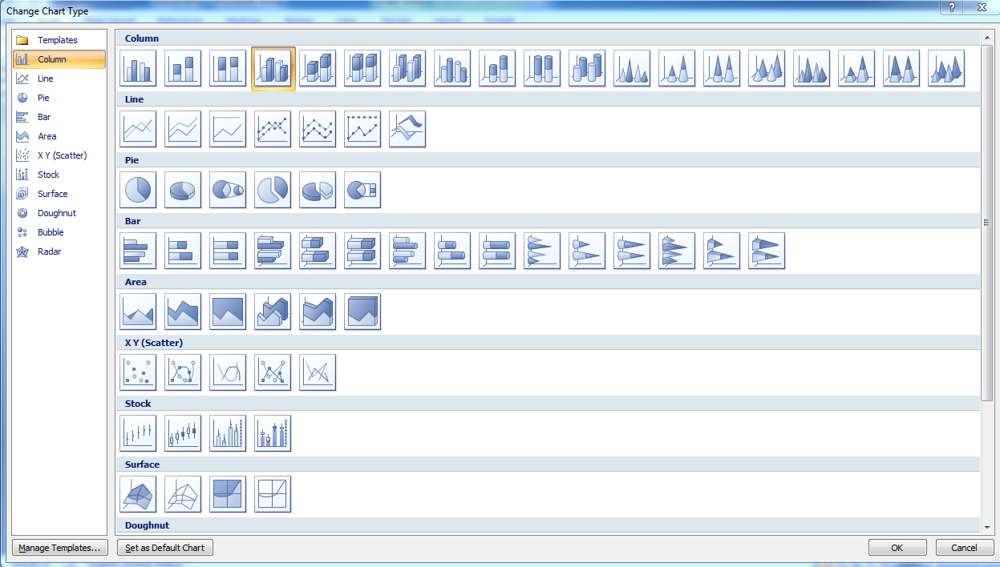 Change Chart Type
?
Templates
Column
Line
Pie
Bar
Area
X Y (Scatter)
Stock
Surface
Doughnut
Bubble
Radar
Column
Line
Pie
Bar
Area
X Y (Scatter)
Stock
Surface
Doughnut
Manage Templates...
Set as Default Chart
OK
Cancel